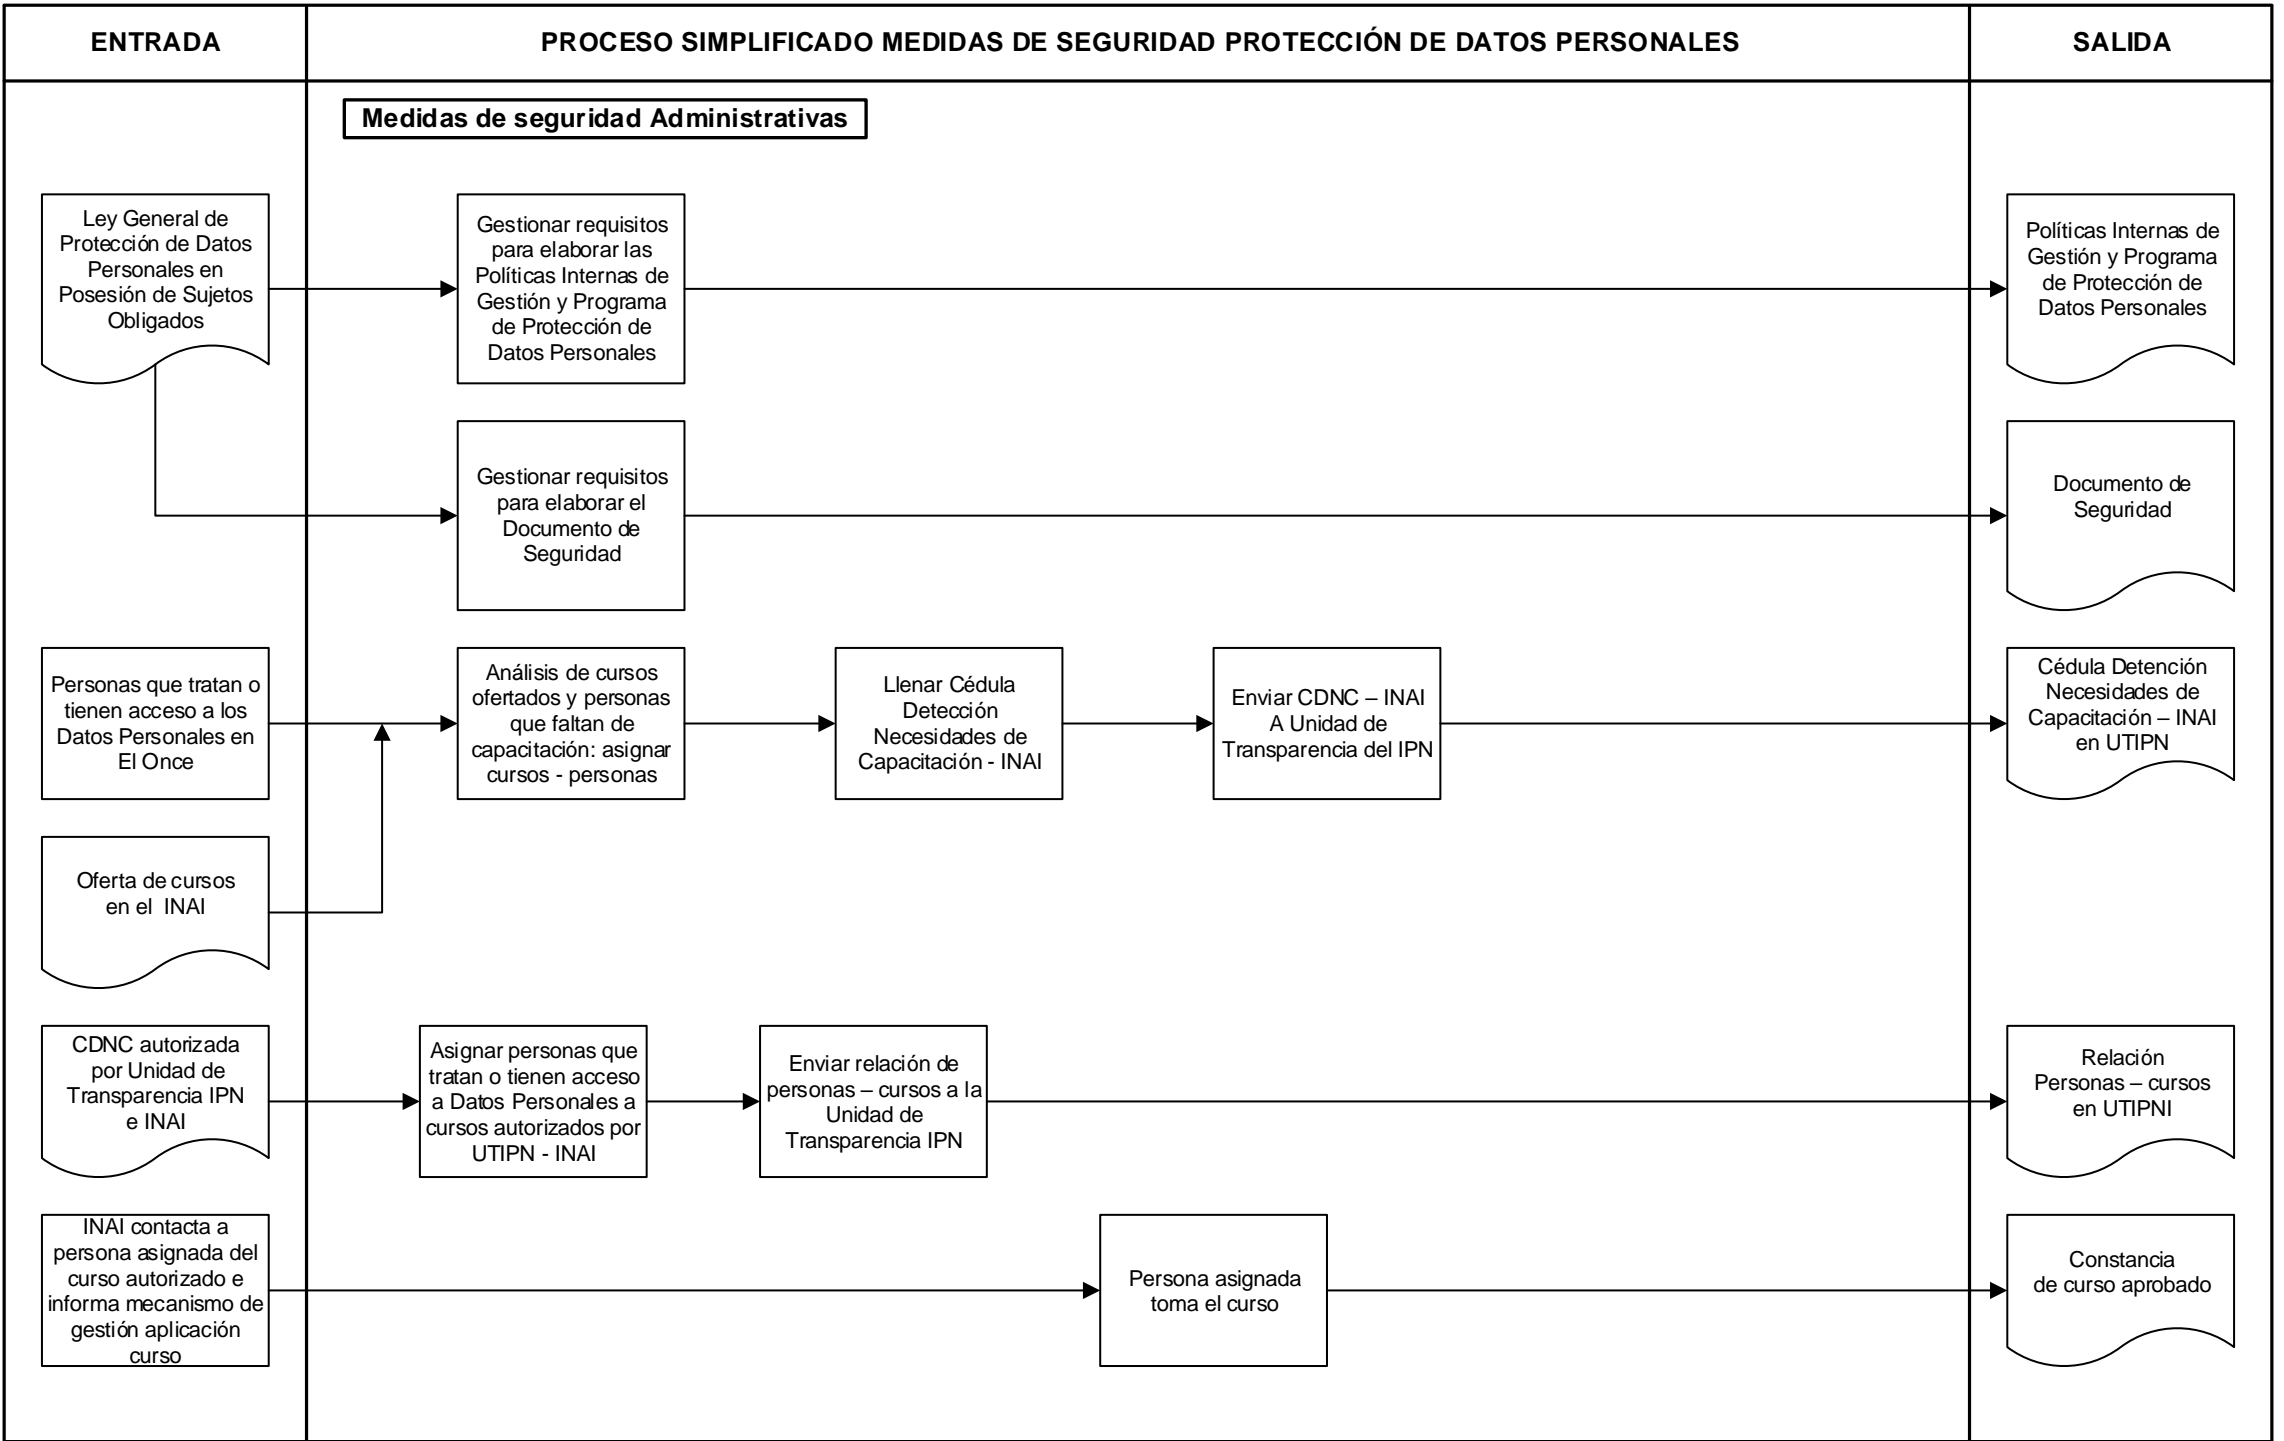 ENTRADA
PROCESO SIMPLIFICADO MEDIDAS DE SEGURIDAD PROTECCIÓN DE DATOS PERSONALES
SALIDA
Medidas de seguridad Administrativas
Ley General de
Protección de Datos
Personales en
Posesión de Sujetos
Obligados
Gestionar requisitos
para elaborar las
Políticas Internas de
Gestión y Programa
de Protección de
Datos Personales
Políticas Internas de
Gestión y Programa
de Protección de
Datos Personales
Gestionar requisitos
para elaborar el
Documento de
Seguridad
Documento de
Seguridad
Personas que tratan o
tienen acceso a los
Datos Personales en
El Once
Análisis de cursos
ofertados y personas
que faltan de
capacitación: asignar
cursos - personas
Llenar Cédula
Detección
Necesidades de
Capacitación - INAI
Enviar CDNC – INAI
A Unidad de
Transparencia del IPN
Cédula Detención
Necesidades de
Capacitación – INAI
en UTIPN
Oferta de cursos
en el INAI
CDNC autorizada
por Unidad de
Transparencia IPN
e INAI
Asignar personas que
tratan o tienen acceso
a Datos Personales a
cursos autorizados por
UTIPN - INAI
Enviar relación de
personas – cursos a la
Unidad de
Transparencia IPN
Relación
Personas – cursos
en UTIPNI
INAI contacta a
persona asignada del
curso autorizado e
informa mecanismo de
gestión aplicación
curso
Persona asignada
toma el curso
Constancia
de curso aprobado